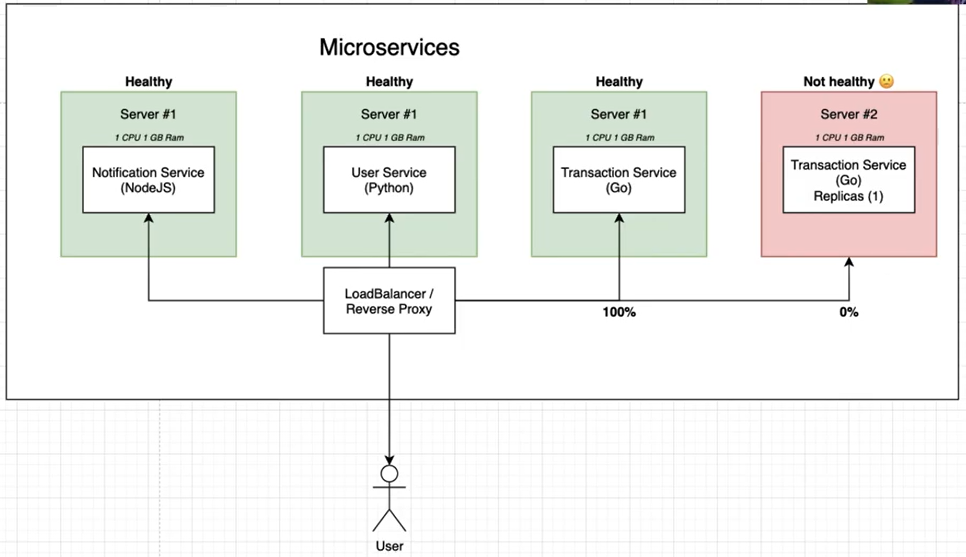 Microservices
Healthy
Healthy
Healthy
Not healthy 🙁
Server #1
Server #1
Server #1
Server #2
1 CPU 1 GB Ram
1 CPU 1 GB Ram
1 CPU 1 GB Ram
1 CPU 1 GB Ram
Notification Service
(NodeJS)
User Service
(Python)
Transaction Service
(Go)
Transaction Service
(Go)
Replicas (1)
LoadBalancer /
Reverse Proxy
100%
0%
User